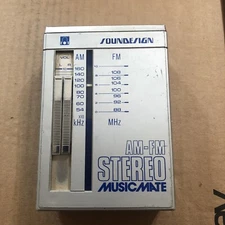 SOUNDESIGN
AM FM
160 108
140 106
120 104
100 100
80 96
60 92
54 88
kHz MHz
AM-FM
STEREO
MUSICMATE